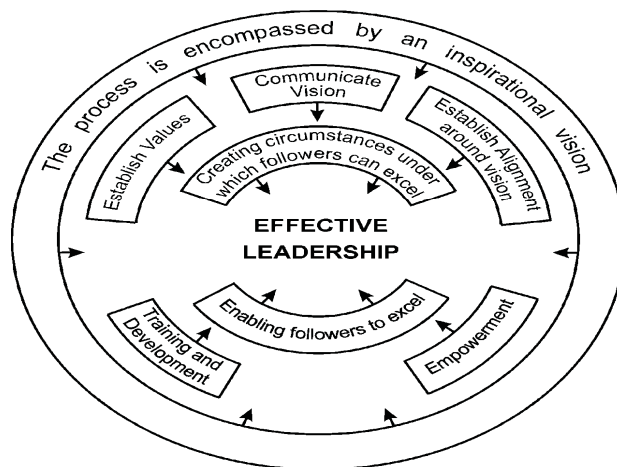 The process is encompassed by an inspirational vision
Communicate
Vision
Establish Values
Establish Alignment
around vision
Creating circumstances under
which followers can excel
EFFECTIVE
LEADERSHIP
Enabling followers to excel
Training and
Development
Empowerment